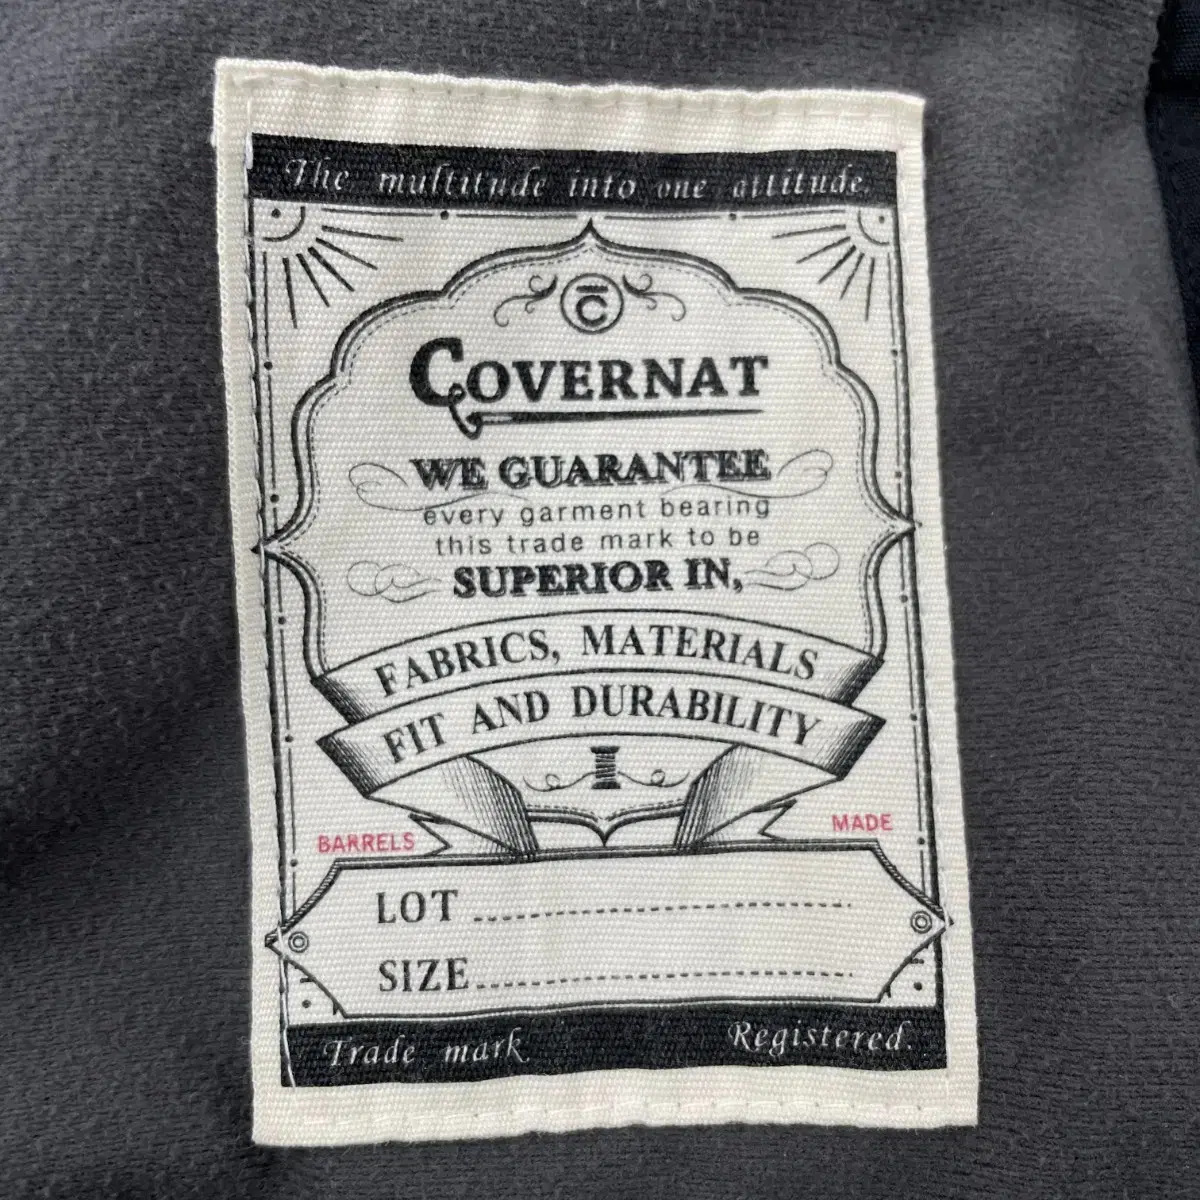 The multitude into one attitude.
C
COVERNAT
WE GUARANTEE
every garment bearing
this trade mark to be
SUPERIOR IN,
FABRICS, MATERIALS
FIT AND DURABILITY
BARRELS MADE
LOT
SIZE
Trade mark Registered.